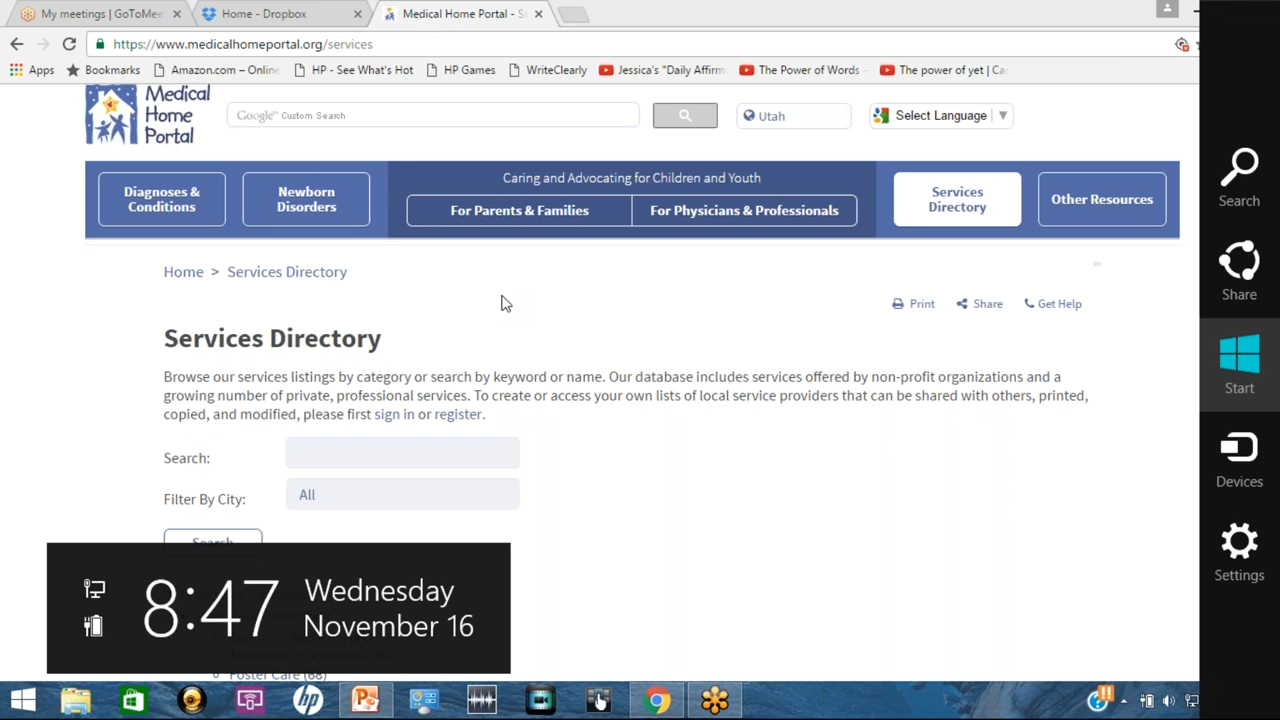 My meetings | GoToMee
Home - Dropbox
Medical Home Portal - Se
https://www.medicalhomeportal.org/services
Apps
Bookmarks
Amazon.com – Online
HP - See What's Hot
HP Games
WriteClearly
Jessica's "Daily Affirm
The Power of Words -
The power of yet | Ca
Medical
Home
Portal
Google™ Custom Search
Utah
Select Language
Diagnoses &
Conditions
Newborn
Disorders
Caring and Advocating for Children and Youth
For Parents & Families
For Physicians & Professionals
Services
Directory
Other Resources
Home > Services Directory
Print
Share
Get Help
Services Directory
Browse our services listings by category or search by keyword or name. Our database includes services offered by non-profit organizations and a
growing number of private, professional services. To create or access your own lists of local service providers that can be shared with others, printed,
copied, and modified, please first sign in or register.
Search:
Filter By City:
All
Search
8:47
Wednesday
November 16
Foster Care (68)
Search
Share
Start
Devices
Settings